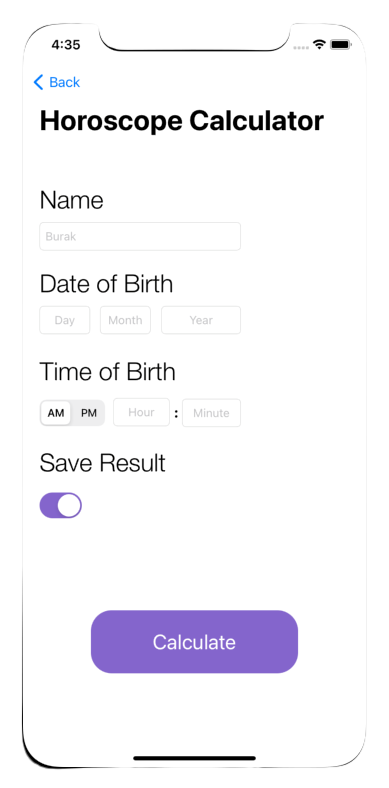 4:35
Back
Horoscope Calculator
Name
Burak
Date of Birth
Day Month Year
Time of Birth
AM PM Hour : Minute
Save Result
Calculate